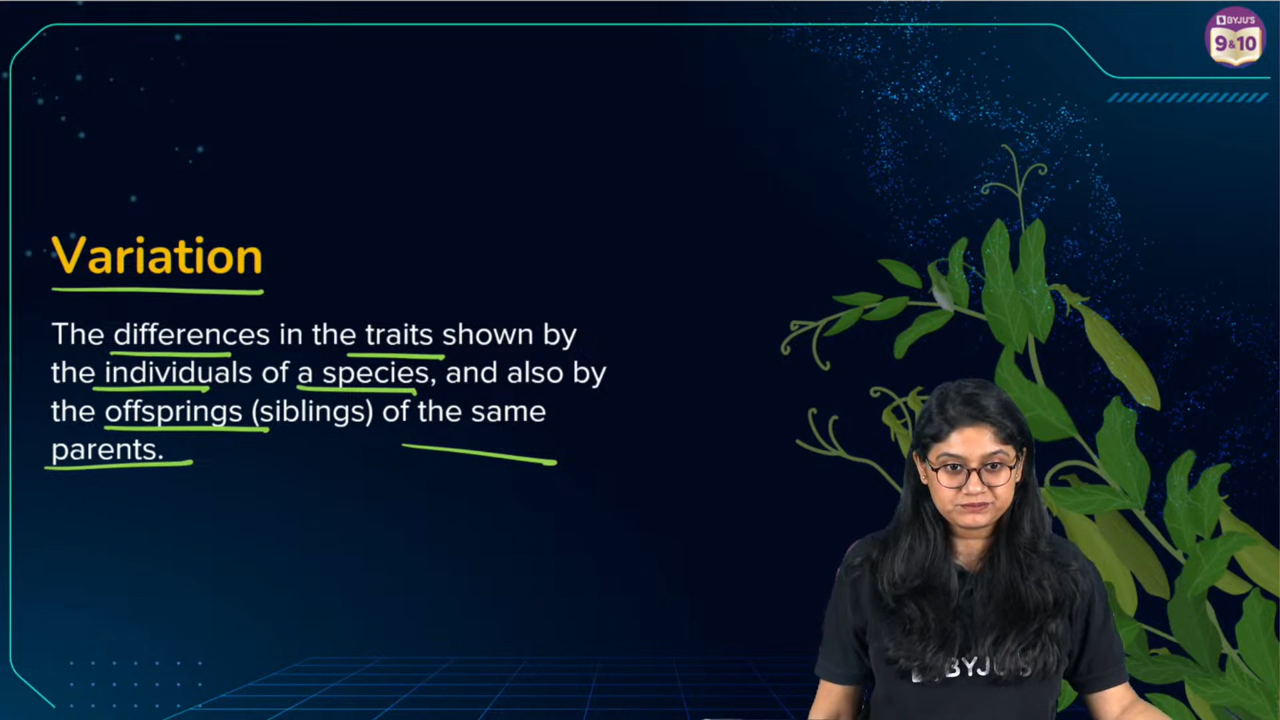 BYJU'S
9&10
Variation
The differences in the traits shown by
the individuals of a species, and also by
the offsprings (siblings) of the same
parents.
BYJU'S